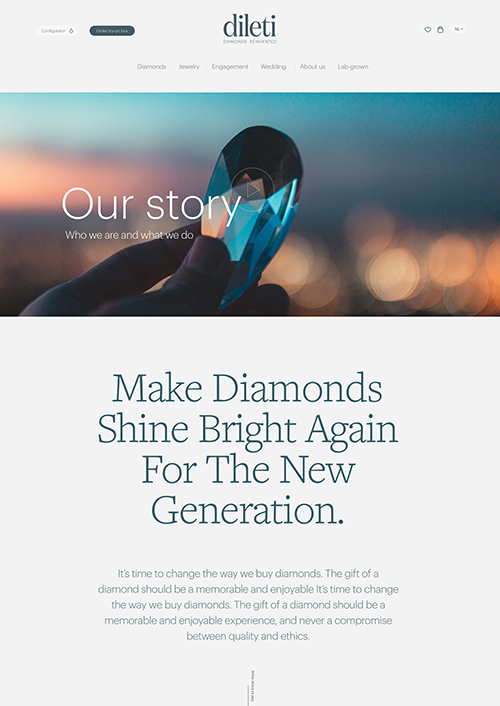 dileti
DIAMONDS REINVENTED
Configurator
Order try-on box
NL
Diamonds Jewelry Engagement Wedding About us Lab-grown
Our story
Who we are and what we do
Make Diamonds
Shine Bright Again
For The New
Generation.
It's time to change the way we buy diamonds. The gift of a
diamond should be a memorable and enjoyable It's time to change
the way we buy diamonds. The gift of a diamond should be a
memorable and enjoyable experience, and never a compromise
between quality and ethics.
Get to know more